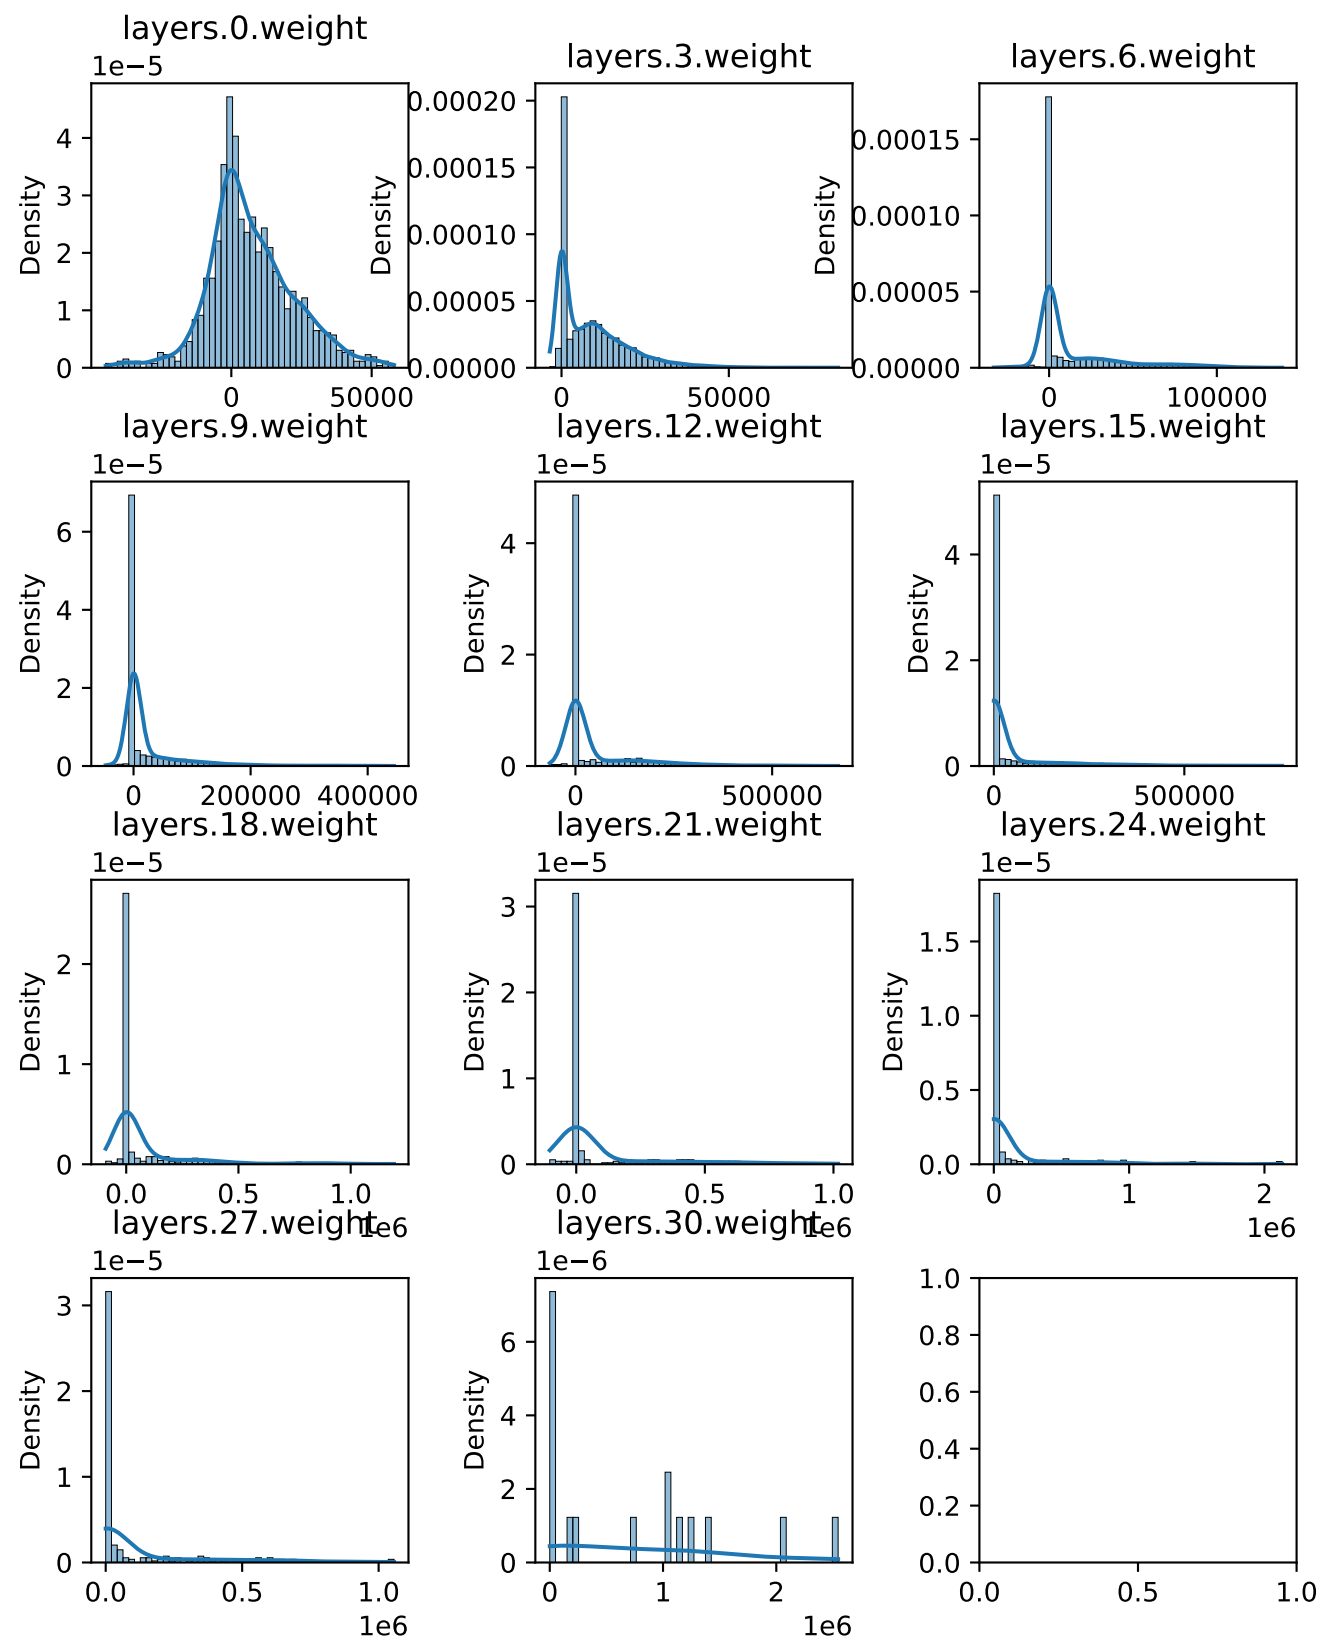 layers.0.weight
1e−5
Density
4
3
2
1
0
0 50000
layers.3.weight
Density
0.00020
0.00015
0.00010
0.00005
0.00000
0 50000
layers.6.weight
Density
0.00015
0.00010
0.00005
0.00000
0 100000
layers.9.weight
1e−5
Density
6
4
2
0
0 200000 400000
layers.12.weight
1e−5
Density
4
2
0
0 500000
layers.15.weight
1e−5
Density
4
2
0
0 500000
layers.18.weight
1e−5
Density
2
1
0
0.0 0.5 1.0
1e6
layers.21.weight
1e−5
Density
3
2
1
0
0.0 0.5 1.0
1e6
layers.24.weight
1e−5
Density
1.5
1.0
0.5
0.0
0 1 2
1e6
layers.27.weight
1e−5
Density
3
2
1
0
0.0 0.5 1.0
1e6
layers.30.weight
1e−6
Density
6
4
2
0
0 1 2
1e6
1.0
0.8
0.6
0.4
0.2
0.0
0.0 0.5 1.0